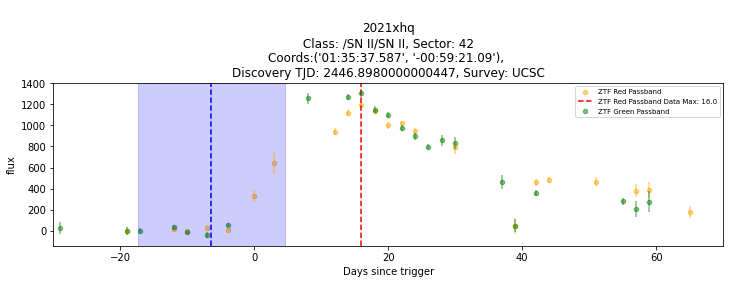 2021xhq
Class: /SN II/SN II, Sector: 42
Coords:('01:35:37.587', '-00:59:21.09'),
Discovery TJD: 2446.8980000000447, Survey: UCSC
1400
1200
1000
800
600
400
200
0
flux
ZTF Red Passband
ZTF Red Passband Data Max: 16.0
ZTF Green Passband
−20
0
20
40
60
Days since trigger